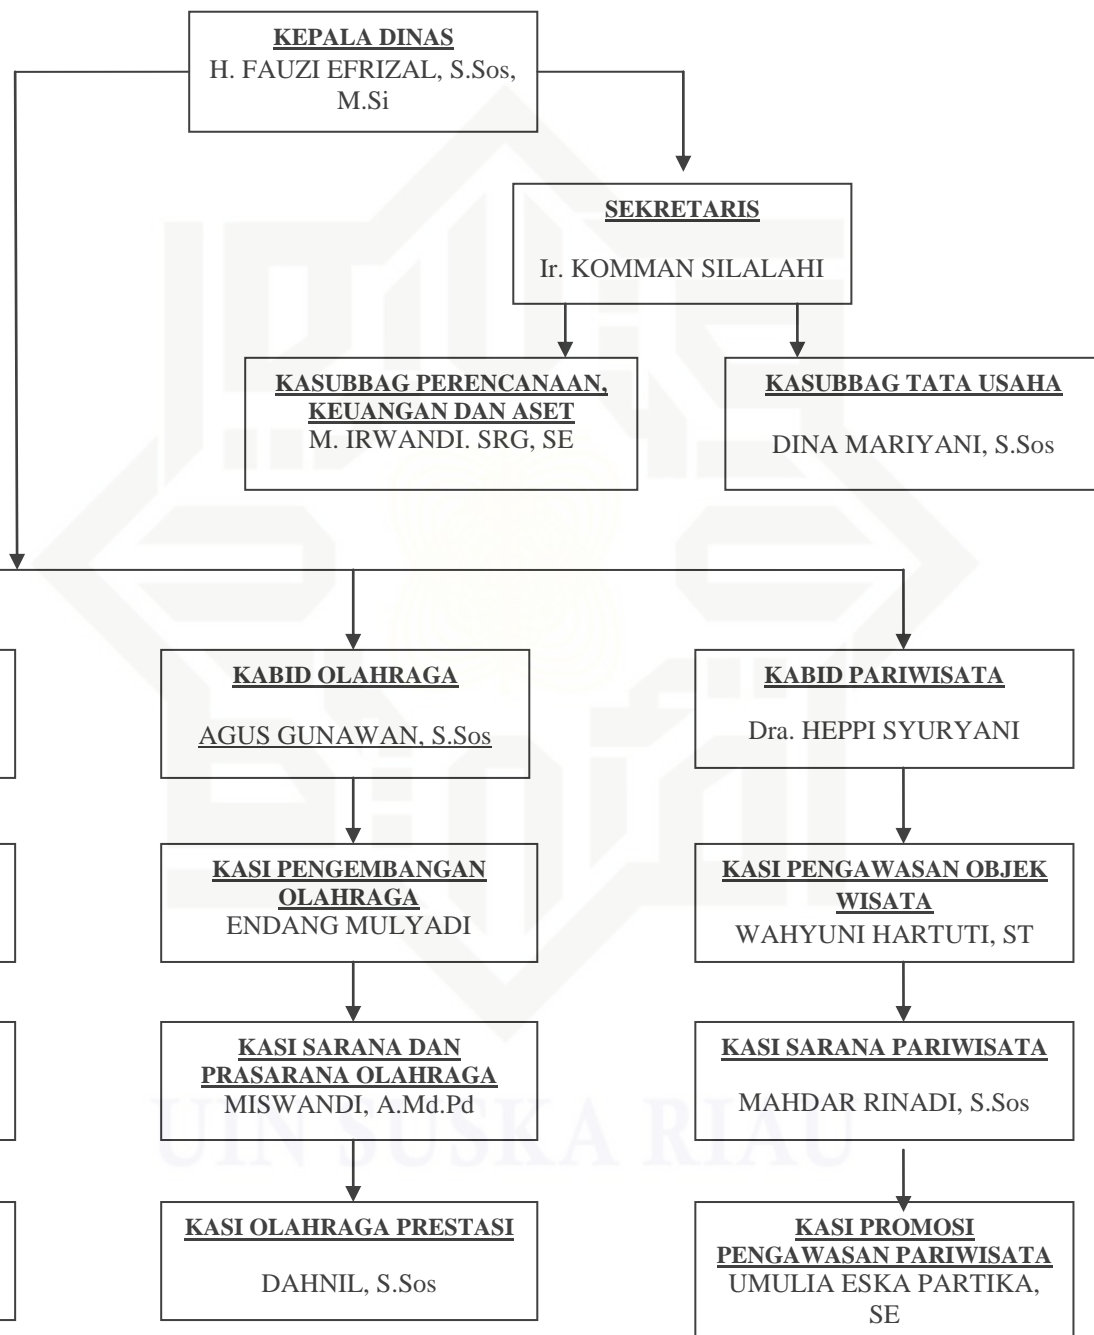 KEPALA DINAS
H. FAUZI EFRIZAL, S.Sos,
M.Si
SEKRETARIS
Ir. KOMMAN SILALAHI
KASUBBAG PERENCANAAN,
KEUANGAN DAN ASET
M. IRWANDI. SRG, SE
KASUBBAG TATA USAHA
DINA MARIYANI, S.Sos
KABID OLAHRAGA
AGUS GUNAWAN, S.Sos
KABID PARIWISATA
Dra. HEPPI SYURYANI
KASI PENGEMBANGAN
OLAHRAGA
ENDANG MULYADI
KASI PENGAWASAN OBJEK
WISATA
WAHYUNI HARTUTI, ST
KASI SARANA DAN
PRASARANA OLAHRAGA
MISWANDI, A.Md.Pd
KASI SARANA PARIWISATA
MAHDAR RINADI, S.Sos
UIN SUSKA RIAU
KASI OLAHRAGA PRESTASI
DAHNIL, S.Sos
KASI PROMOSI
PENGAWASAN PARIWISATA
UMULIA ESKA PARTIKA,
SE